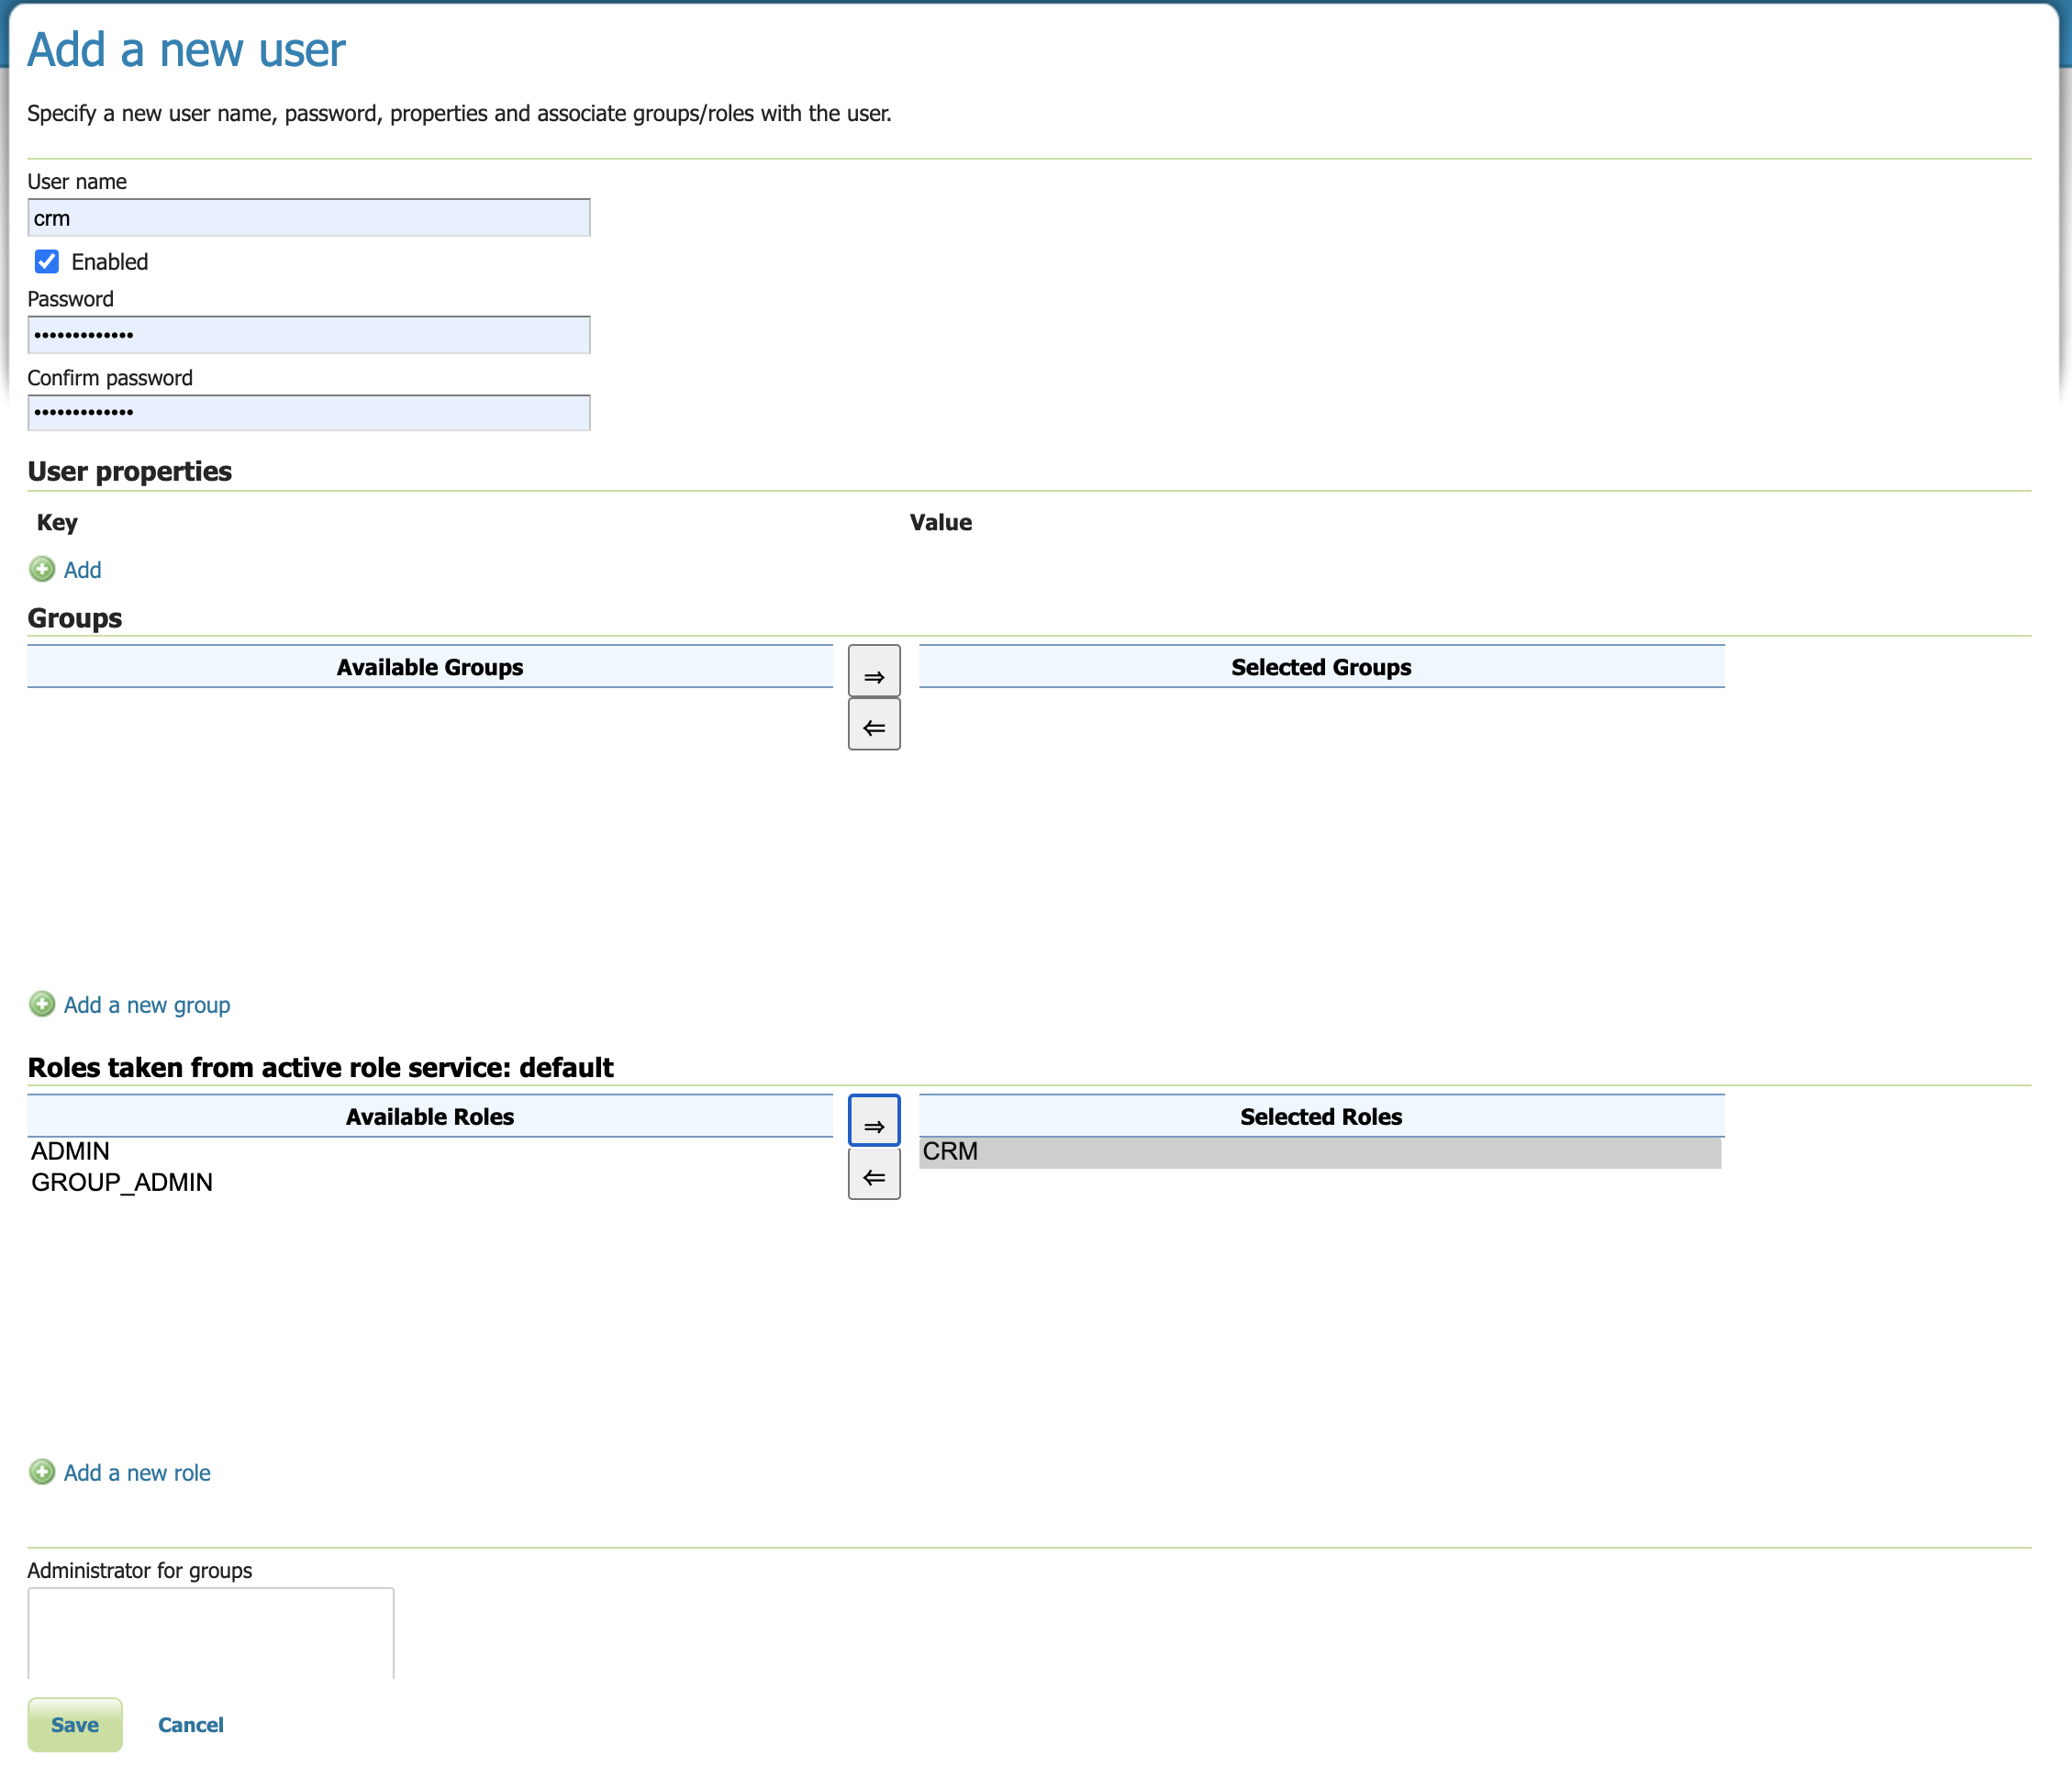 Add a new user
Specify a new user name, password, properties and associate groups/roles with the user.
User name
crm
Enabled
Password
•••••••••••••
Confirm password
•••••••••••••
User properties
Key Value
Add
Groups
Available Groups ⇒ Selected Groups
⇐
Add a new group
Roles taken from active role service: default
Available Roles ⇒ Selected Roles
ADMIN CRM
GROUP_ADMIN ⇐
Add a new role
Administrator for groups
Save Cancel